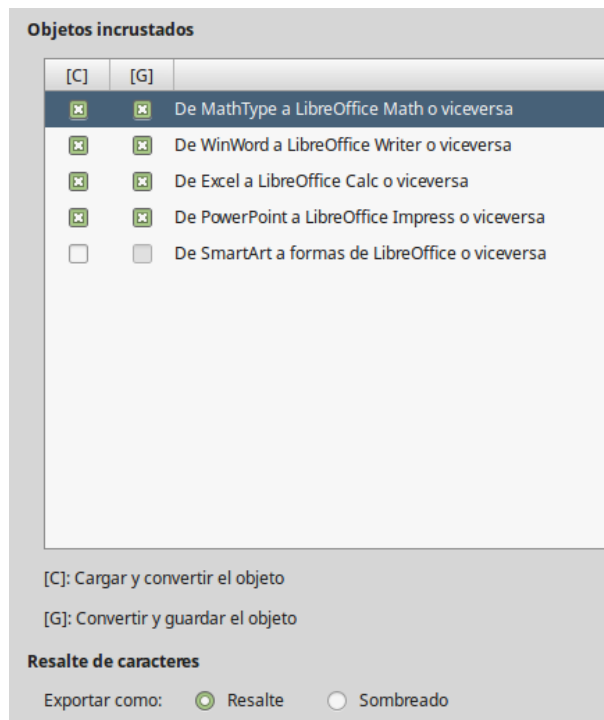 Objetos incrustados
[C] [G]
De MathType a LibreOffice Math o viceversa
De WinWord a LibreOffice Writer o viceversa
De Excel a LibreOffice Calc o viceversa
De PowerPoint a LibreOffice Impress o viceversa
De SmartArt a formas de LibreOffice o viceversa
[C]: Cargar y convertir el objeto
[G]: Convertir y guardar el objeto
Resalte de caracteres
Exportar como: Resalte Sombreado